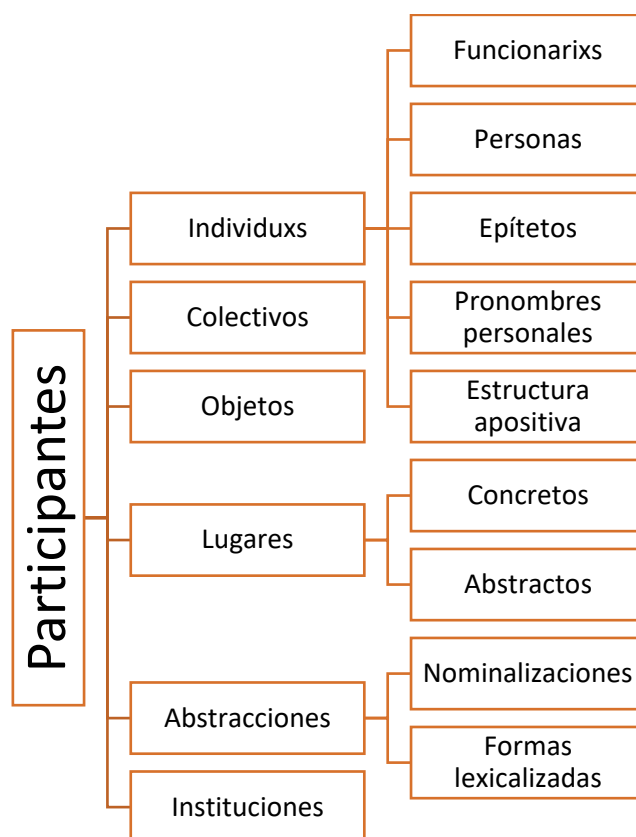 Participantes
Individuxs
Funcionarixs
Personas
Epítetos
Pronombres
personales
Estructura
apositiva
Colectivos
Objetos
Lugares
Concretos
Abstractos
Abstracciones
Nominalizaciones
Formas
lexicalizadas
Instituciones